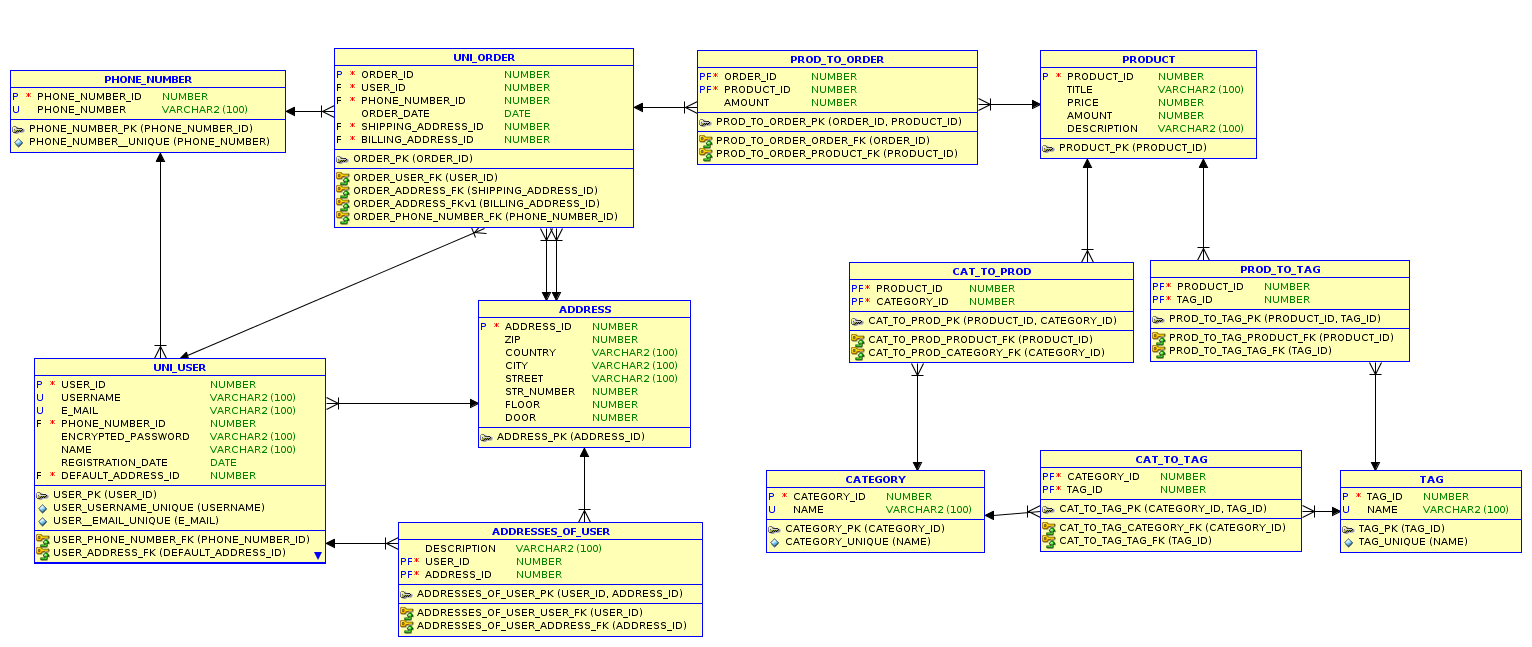 PHONE_NUMBER
P * PHONE_NUMBER_ID NUMBER
U PHONE_NUMBER VARCHAR2 (100)
PHONE_NUMBER_PK (PHONE_NUMBER_ID)
PHONE_NUMBER__UNIQUE (PHONE_NUMBER)
UNI_ORDER
P * ORDER_ID NUMBER
F * USER_ID NUMBER
F * PHONE_NUMBER_ID NUMBER
ORDER_DATE DATE
F * SHIPPING_ADDRESS_ID NUMBER
F * BILLING_ADDRESS_ID NUMBER
ORDER_PK (ORDER_ID)
ORDER_USER_FK (USER_ID)
ORDER_ADDRESS_FK (SHIPPING_ADDRESS_ID)
ORDER_ADDRESS_FKv1 (BILLING_ADDRESS_ID)
ORDER_PHONE_NUMBER_FK (PHONE_NUMBER_ID)
PROD_TO_ORDER
PF* ORDER_ID NUMBER
PF* PRODUCT_ID NUMBER
AMOUNT NUMBER
PROD_TO_ORDER_PK (ORDER_ID, PRODUCT_ID)
PROD_TO_ORDER_ORDER_FK (ORDER_ID)
PROD_TO_ORDER_PRODUCT_FK (PRODUCT_ID)
PRODUCT
P * PRODUCT_ID NUMBER
TITLE VARCHAR2 (100)
PRICE NUMBER
AMOUNT NUMBER
DESCRIPTION VARCHAR2 (100)
PRODUCT_PK (PRODUCT_ID)
CAT_TO_PROD
PF* PRODUCT_ID NUMBER
PF* CATEGORY_ID NUMBER
CAT_TO_PROD_PK (PRODUCT_ID, CATEGORY_ID)
CAT_TO_PROD_PRODUCT_FK (PRODUCT_ID)
CAT_TO_PROD_CATEGORY_FK (CATEGORY_ID)
PROD_TO_TAG
PF* PRODUCT_ID NUMBER
PF* TAG_ID NUMBER
PROD_TO_TAG_PK (PRODUCT_ID, TAG_ID)
PROD_TO_TAG_PRODUCT_FK (PRODUCT_ID)
PROD_TO_TAG_TAG_FK (TAG_ID)
ADDRESS
P * ADDRESS_ID NUMBER
ZIP NUMBER
COUNTRY VARCHAR2 (100)
CITY VARCHAR2 (100)
STREET VARCHAR2 (100)
STR_NUMBER NUMBER
FLOOR NUMBER
DOOR NUMBER
ADDRESS_PK (ADDRESS_ID)
UNI_USER
P * USER_ID NUMBER
U USERNAME VARCHAR2 (100)
U E_MAIL VARCHAR2 (100)
F * PHONE_NUMBER_ID NUMBER
ENCRYPTED_PASSWORD VARCHAR2 (100)
NAME VARCHAR2 (100)
REGISTRATION_DATE DATE
F * DEFAULT_ADDRESS_ID NUMBER
USER_PK (USER_ID)
USER_USERNAME_UNIQUE (USERNAME)
USER__EMAIL_UNIQUE (E_MAIL)
USER_PHONE_NUMBER_FK (PHONE_NUMBER_ID)
USER_ADDRESS_FK (DEFAULT_ADDRESS_ID)
ADDRESSES_OF_USER
DESCRIPTION VARCHAR2 (100)
PF* USER_ID NUMBER
PF* ADDRESS_ID NUMBER
ADDRESSES_OF_USER_PK (USER_ID, ADDRESS_ID)
ADDRESSES_OF_USER_USER_FK (USER_ID)
ADDRESSES_OF_USER_ADDRESS_FK (ADDRESS_ID)
CATEGORY
P * CATEGORY_ID NUMBER
U NAME VARCHAR2 (100)
CATEGORY_PK (CATEGORY_ID)
CATEGORY_UNIQUE (NAME)
CAT_TO_TAG
PF* CATEGORY_ID NUMBER
PF* TAG_ID NUMBER
CAT_TO_TAG_PK (CATEGORY_ID, TAG_ID)
CAT_TO_TAG_CATEGORY_FK (CATEGORY_ID)
CAT_TO_TAG_TAG_FK (TAG_ID)
TAG
P * TAG_ID NUMBER
U NAME VARCHAR2 (100)
TAG_PK (TAG_ID)
TAG_UNIQUE (NAME)